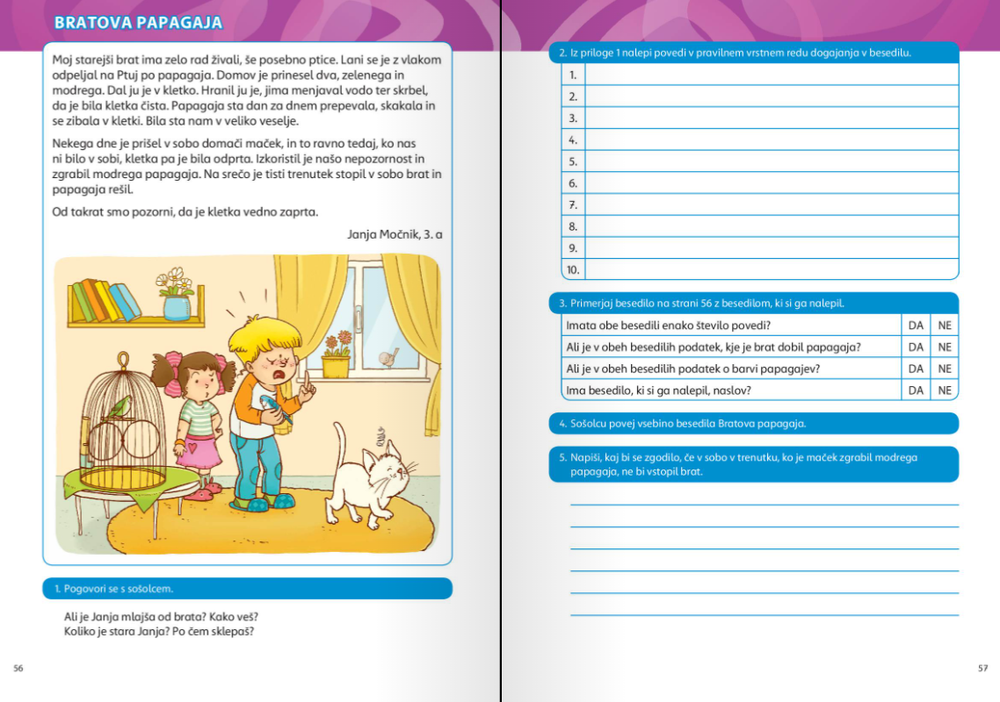 BRATOVA PAPAGAJA
Moj starejši brat ima zelo rad živali, še posebno ptice. Lani se je z vlakom
odpeljal na Ptuj po papagaja. Domov je prinesel dva, zelenega in
modrega. Dal ju je v kletko. Hranil ju je, jima menjaval vodo ter skrbel,
da je bila kletka čista. Papagaja sta dan za dnem prepevala, skakala in
se zibala v kletki. Bila sta nam v veliko veselje.
Nekega dne je prišel v sobo domači maček, in to ravno tedaj, ko nas
ni bilo v sobi, kletka pa je bila odprta. Izkoristil je našo nepozornost in
zgrabil modrega papagaja. Na srečo je tisti trenutek stopil v sobo brat in
papagaja rešil.
Od takrat smo pozorni, da je kletka vedno zaprta.
Janja Močnik, 3. a
1. Pogovori se s sošolcem.
Ali je Janja mlajša od brata? Kako veš?
Koliko je stara Janja? Po čem sklepaš?
56
2. Iz priloge 1 nalepi povedi v pravilnem vrstnem redu dogajanja v besedilu.
1.
2.
3.
4.
5.
6.
7.
8.
9.
10.
3. Primerjaj besedilo na strani 56 z besedilom, ki si ga nalepil.
Imata obe besedili enako število povedi? DA NE
Ali je v obeh besedilih podatek, kje je brat dobil papagaja? DA NE
Ali je v obeh besedilih podatek o barvi papagajev? DA NE
Ima besedilo, ki si ga nalepil, naslov? DA NE
4. Sošolcu povej vsebino besedila Bratova papagaja.
5. Napiši, kaj bi se zgodilo, če v sobo v trenutku, ko je maček zgrabil modrega
papagaja, ne bi vstopil brat.
57